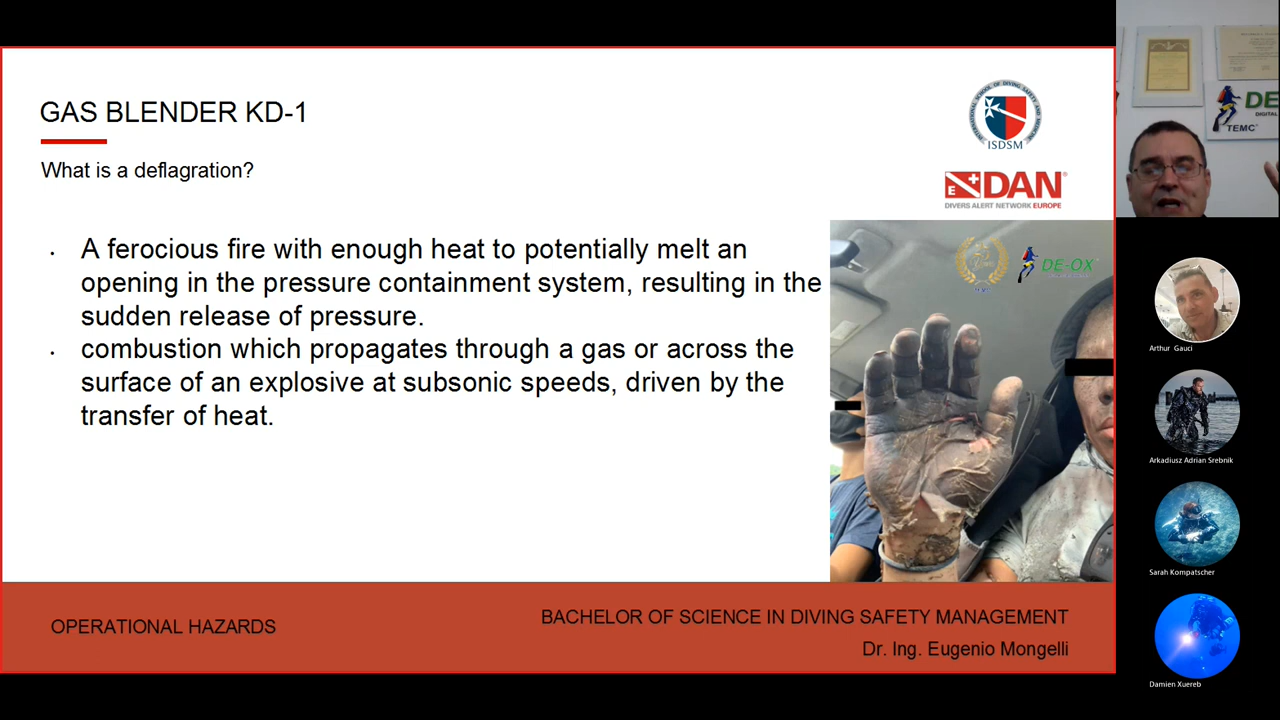 GAS BLENDER KD-1
What is a deflagration?
ISDSM
DAN
DIVERS ALERT NETWORK EUROPE
• A ferocious fire with enough heat to potentially melt an
opening in the pressure containment system, resulting in the
sudden release of pressure.
• combustion which propagates through a gas or across the
surface of an explosive at subsonic speeds, driven by the
transfer of heat.
DE-OX
OPERATIONAL HAZARDS
BACHELOR OF SCIENCE IN DIVING SAFETY MANAGEMENT
Dr. Ing. Eugenio Mongelli
DE
DIGITAL
TEMC
Arthur Gauci
Arkadiusz Adrian Srebnik
Sarah Kompatscher
Damien Xuereb